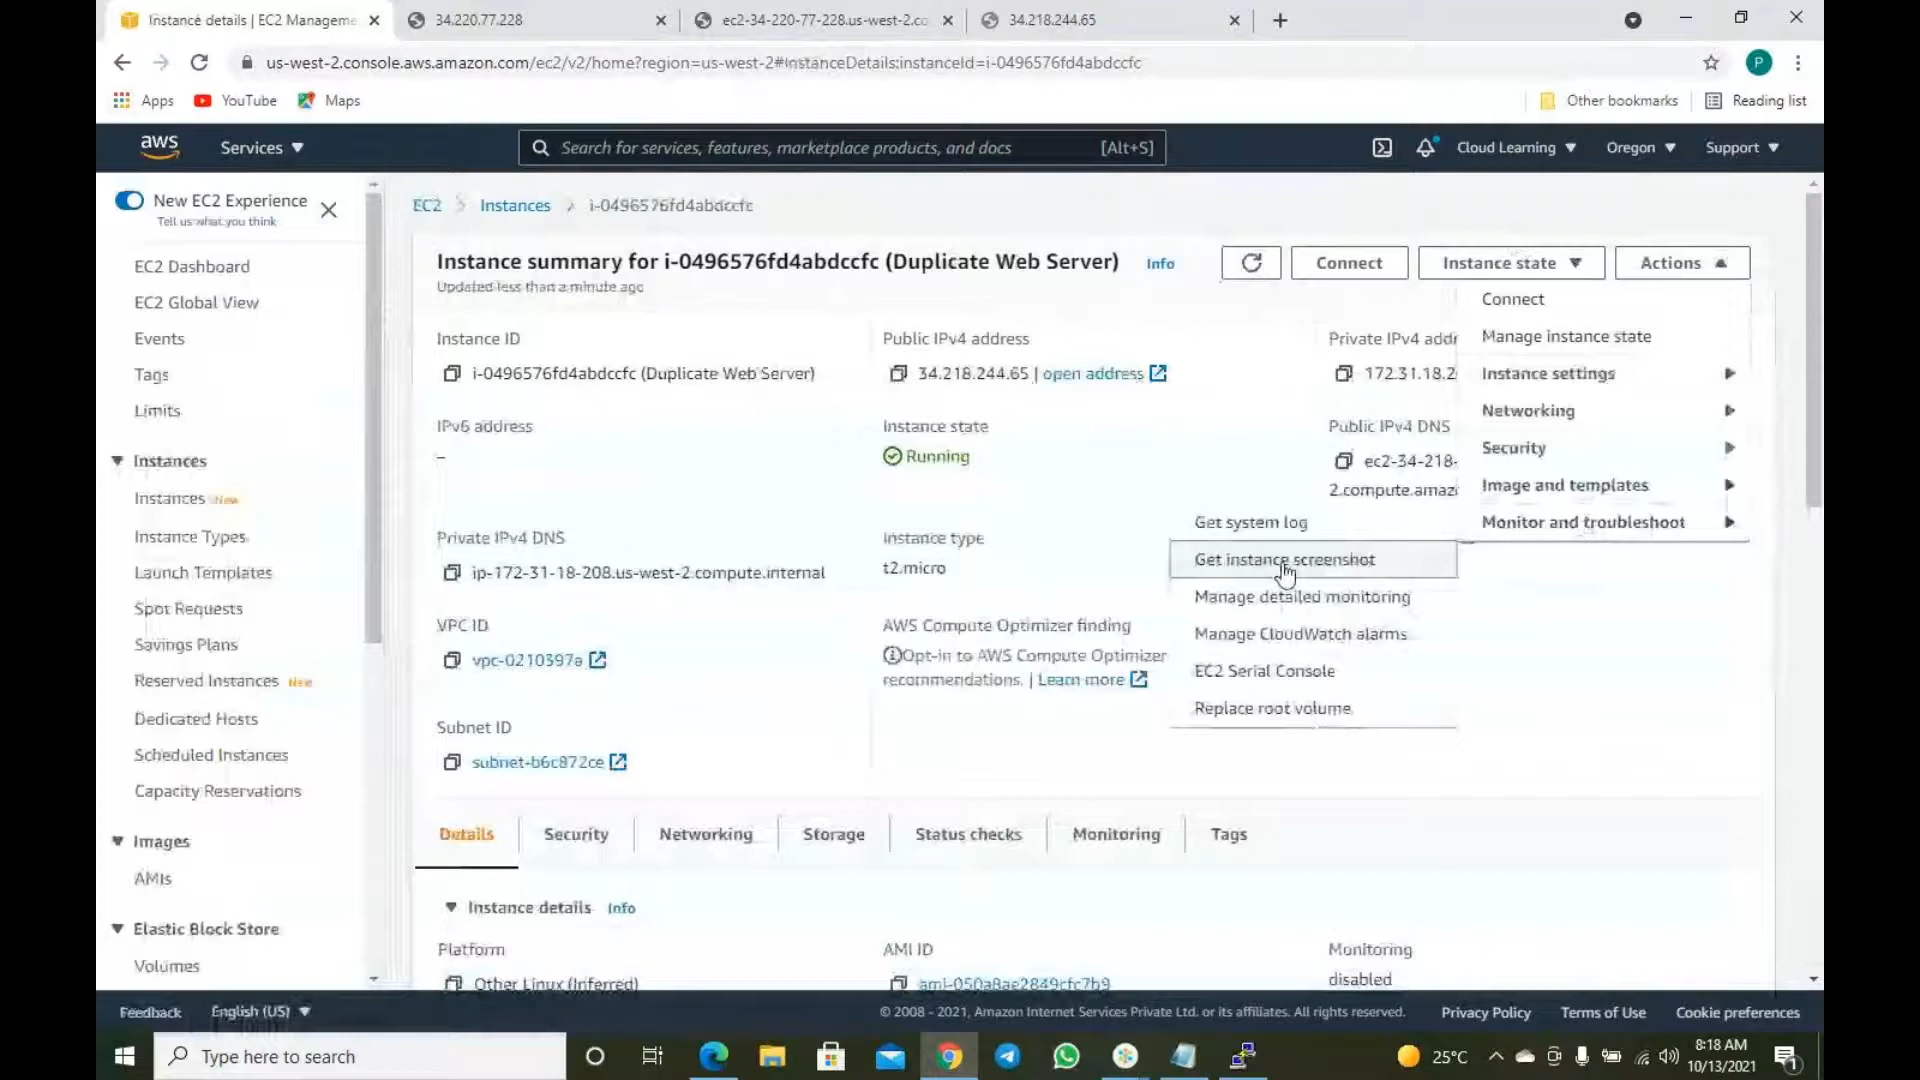 Instance details | EC2 Manageme
34.220.77.228
ec2-34-220-77-228.us-west-2.co
34.218.244.65
us-west-2.console.aws.amazon.com/ec2/v2/home?region=us-west-2#InstanceDetails:instanceId=i-0496576fd4abdccfc
P
Apps
YouTube
Maps
Other bookmarks
Reading list
aws
Services
Search for services, features, marketplace products, and docs
[Alt+S]
Cloud Learning
Oregon
Support
New EC2 Experience
Tell us what you think
EC2 Dashboard
EC2 Global View
Events
Tags
Limits
Instances
Instances New
Instance Types
Launch Templates
Spot Requests
Savings Plans
Reserved Instances New
Dedicated Hosts
Scheduled Instances
Capacity Reservations
Images
AMIs
Elastic Block Store
Volumes
EC2 > Instances > i-0496576fd4abdccfc
Instance summary for i-0496576fd4abdccfc (Duplicate Web Server) Info
Updated less than a minute ago
Connect
Instance state
Actions
Instance ID
i-0496576fd4abdccfc (Duplicate Web Server)
Public IPv4 address
34.218.244.65 | open address
Private IPv4 addr
172.31.18.2
IPv6 address
–
Instance state
Running
Public IPv4 DNS
ec2-34-218-
2.compute.amaz
Private IPv4 DNS
ip-172-31-18-208.us-west-2.compute.internal
Instance type
t2.micro
VPC ID
vpc-0210397a
AWS Compute Optimizer finding
Opt-in to AWS Compute Optimizer
recommendations. | Learn more
Subnet ID
subnet-b6c872ce
Connect
Manage instance state
Instance settings
Networking
Security
Image and templates
Monitor and troubleshoot
Get system log
Get instance screenshot
Manage detailed monitoring
Manage CloudWatch alarms
EC2 Serial Console
Replace root volume
Details
Security
Networking
Storage
Status checks
Monitoring
Tags
Instance details Info
Platform
Other Linux (Inferred)
AMI ID
ami-050a8ae2849cfc7b9
Monitoring
disabled
Feedback
English (US)
© 2008 - 2021, Amazon Internet Services Private Ltd. or its affiliates. All rights reserved.
Privacy Policy
Terms of Use
Cookie preferences
Type here to search
25°C
8:18 AM
10/13/2021
1